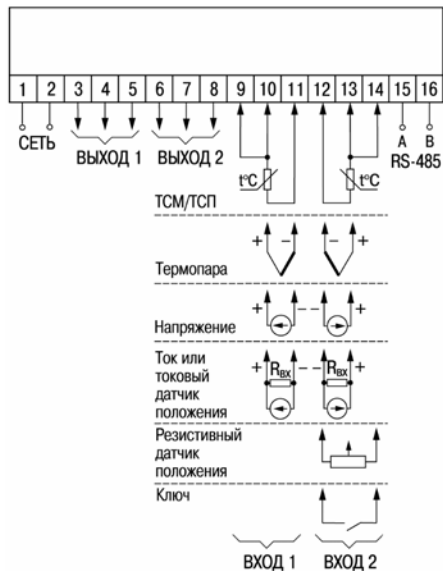 1 2 3 4 5 6 7 8 9 10 11 12 13 14 15 16
СЕТЬ
ВЫХОД 1
ВЫХОД 2
A B
RS-485
t°C t°C
ТСМ/ТСП
+ - - +
Термопара
+ - - +
Напряжение
Ток или
токовый
датчик
положения
+ Rвх - - Rвх +
Резистивный
датчик
положения
Ключ
ВХОД 1 ВХОД 2